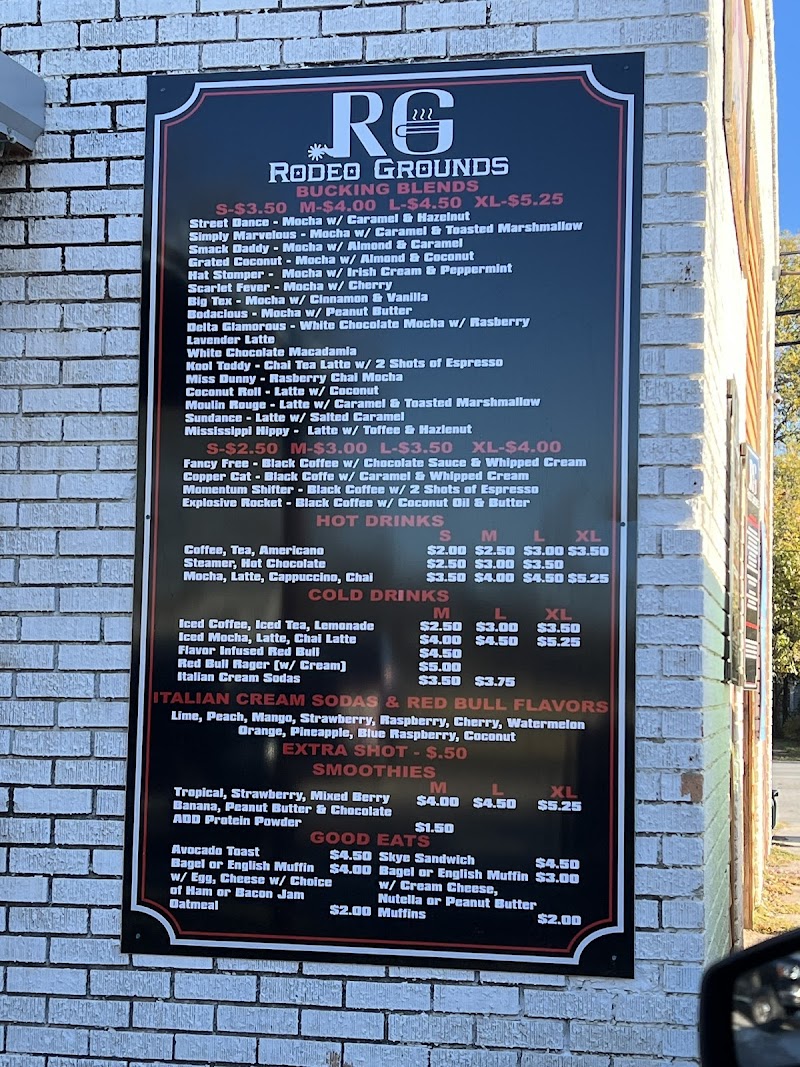 RG
RODEO GROUNDS
BUCKING BLENDS
S-$3.50 M-$4.00 L-$4.50 XL-$5.25
Street Dance - Mocha w/ Caramel & Hazelnut
Simply Marvelous - Mocha w/ Caramel & Toasted Marshmallow
Smack Daddy - Mocha w/ Almond & Caramel
Grated Coconut - Mocha w/ Almond & Coconut
Hat Stomper - Mocha w/ Irish Cream & Peppermint
Scarlet Fever - Mocha w/ Cherry
Big Tex - Mocha w/ Cinnamon & Vanilla
Bodacious - Mocha w/ Peanut Butter
Delta Glamorous - White Chocolate Mocha w/ Rasberry
Lavender Latte
White Chocolate Macadamia
Kool Toddy - Chai Tea Latte w/ 2 Shots of Espresso
Miss Dunny - Rasberry Chai Mocha
Coconut Roll - Latte w/ Coconut
Moulin Rouge - Latte w/ Caramel & Toasted Marshmallow
Sundance - Latte w/ Salted Caramel
Mississippi Hippy - Latte w/ Toffee & Hazlenut
S-$2.50 M-$3.00 L-$3.50 XL-$4.00
Fancy Free - Black Coffee w/ Chocolate Sauce & Whipped Cream
Copper Cat - Black Coffe w/ Caramel & Whipped Cream
Momentum Shifter - Black Coffee w/ 2 Shots of Espresso
Explosive Rocket - Black Coffee w/ Coconut Oil & Butter
HOT DRINKS
S M L XL
Coffee, Tea, Americano $2.00 $2.50 $3.00 $3.50
Steamer, Hot Chocolate $2.50 $3.00 $3.50
Mocha, Latte, Cappuccino, Chai $3.50 $4.00 $4.50 $5.25
COLD DRINKS
M L XL
Iced Coffee, Iced Tea, Lemonade $2.50 $3.00 $3.50
Iced Mocha, Latte, Chai Latte $4.00 $4.50 $5.25
Flavor Infused Red Bull $4.50
Red Bull Rager (w/ Cream) $5.00
Italian Cream Sodas $3.50 $3.75
ITALIAN CREAM SODAS & RED BULL FLAVORS
Lime, Peach, Mango, Strawberry, Raspberry, Cherry, Watermelon
Orange, Pineapple, Blue Raspberry, Coconut
EXTRA SHOT - $.50
SMOOTHIES
M L XL
Tropical, Strawberry, Mixed Berry $4.00 $4.50 $5.25
Banana, Peanut Butter & Chocolate
ADD Protein Powder $1.50
GOOD EATS
Avocado Toast $4.50 Skye Sandwich $4.50
Bagel or English Muffin $4.00 Bagel or English Muffin $3.00
w/ Egg, Cheese w/ Choice w/ Cream Cheese,
of Ham or Bacon Jam Nutella or Peanut Butter
Oatmeal $2.00 Muffins $2.00